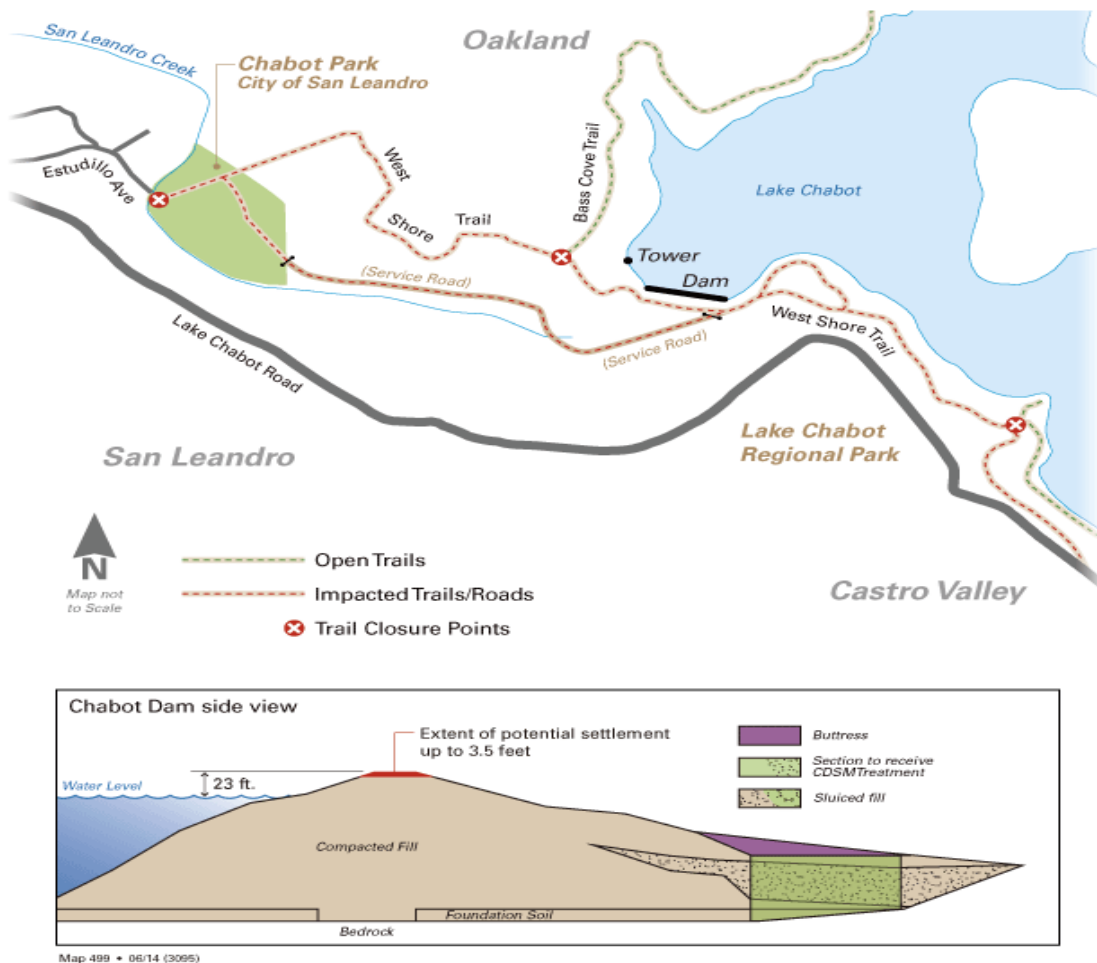 San Leandro Creek
Oakland
Chabot Park
City of San Leandro
Estudillo Ave
West
Shore
Trail
Bass Cove Trail
Lake Chabot
Tower
Dam
(Service Road)
(Service Road)
West Shore Trail
Lake Chabot Road
San Leandro
Lake Chabot
Regional Park
N
Map not
to Scale
Open Trails
Impacted Trails/Roads
Trail Closure Points
Castro Valley
Chabot Dam side view
Extent of potential settlement
up to 3.5 feet
Water Level
23 ft.
Buttress
Section to receive
CDSMTreatment
Sluiced fill
Compacted Fill
Foundation Soil
Bedrock
Map 499 • 06/14 (3095)